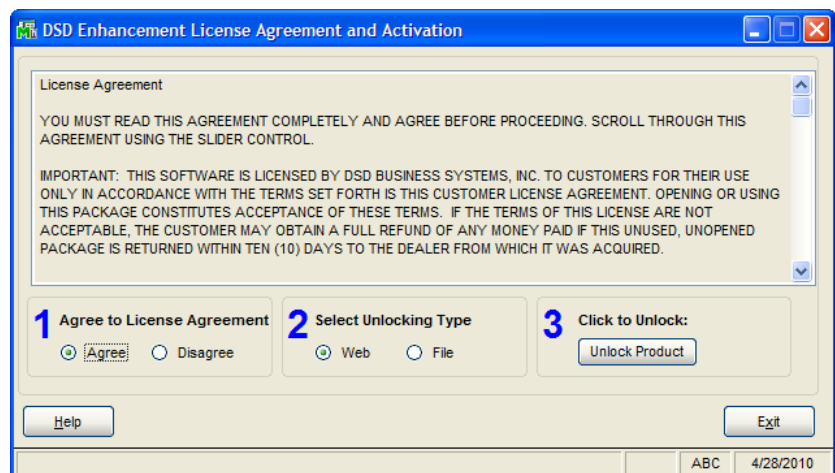 DSD Enhancement License Agreement and Activation
License Agreement
YOU MUST READ THIS AGREEMENT COMPLETELY AND AGREE BEFORE PROCEEDING. SCROLL THROUGH THIS
AGREEMENT USING THE SLIDER CONTROL.
IMPORTANT: THIS SOFTWARE IS LICENSED BY DSD BUSINESS SYSTEMS, INC. TO CUSTOMERS FOR THEIR USE
ONLY IN ACCORDANCE WITH THE TERMS SET FORTH IS THIS CUSTOMER LICENSE AGREEMENT. OPENING OR USING
THIS PACKAGE CONSTITUTES ACCEPTANCE OF THESE TERMS. IF THE TERMS OF THIS LICENSE ARE NOT
ACCEPTABLE, THE CUSTOMER MAY OBTAIN A FULL REFUND OF ANY MONEY PAID IF THIS UNUSED, UNOPENED
PACKAGE IS RETURNED WITHIN TEN (10) DAYS TO THE DEALER FROM WHICH IT WAS ACQUIRED.
1 Agree to License Agreement
Agree Disagree
2 Select Unlocking Type
Web File
3 Click to Unlock:
Unlock Product
Help
Exit
ABC 4/28/2010